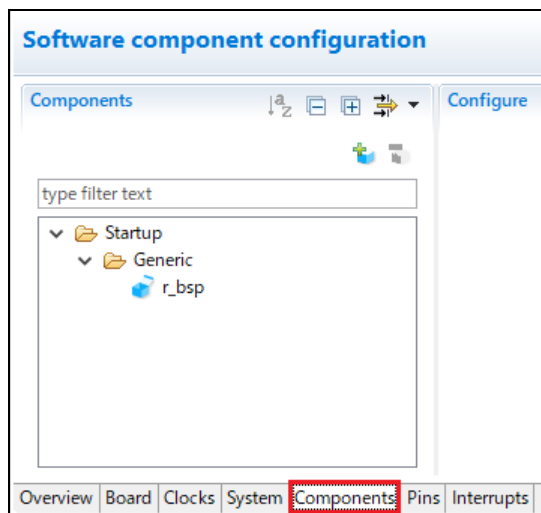 Software component configuration
Components
Configure
type filter text
Startup
Generic
r_bsp
Overview Board Clocks System Components Pins Interrupts